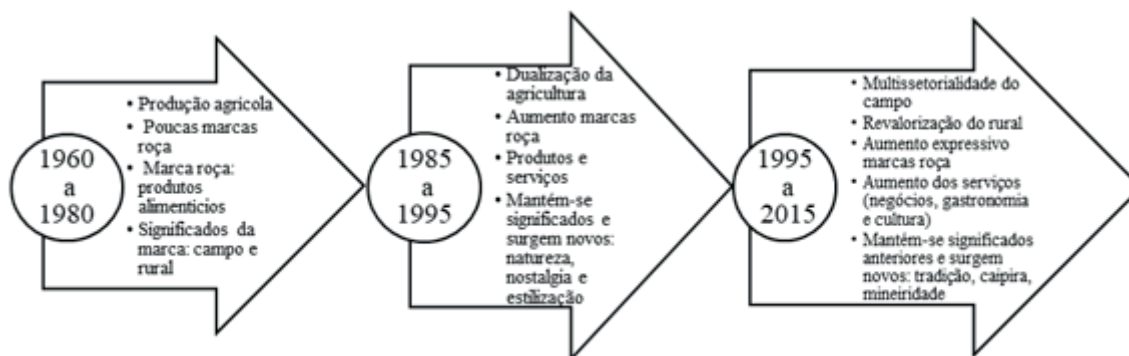 1960
a
1980
• Produção agrícola
• Poucas marcas
roça
• Marca roça:
produtos
alimentícios
• Significados da
marca: campo e
rural
1985
a
1995
• Dualização da
agricultura
• Aumento marcas
roça
• Produtos e
serviços
• Mantém-se
significados e
surgem novos:
natureza,
nostalgia e
estilização
1995
a
2015
• Multissetorialidade do
campo
• Revalorização do rural
• Aumento expressivo
marcas roça
• Aumento dos serviços
(negócios, gastronomia
e cultura)
• Mantém-se significados
anteriores e surgem
novos: tradição, caipira,
mineiridade